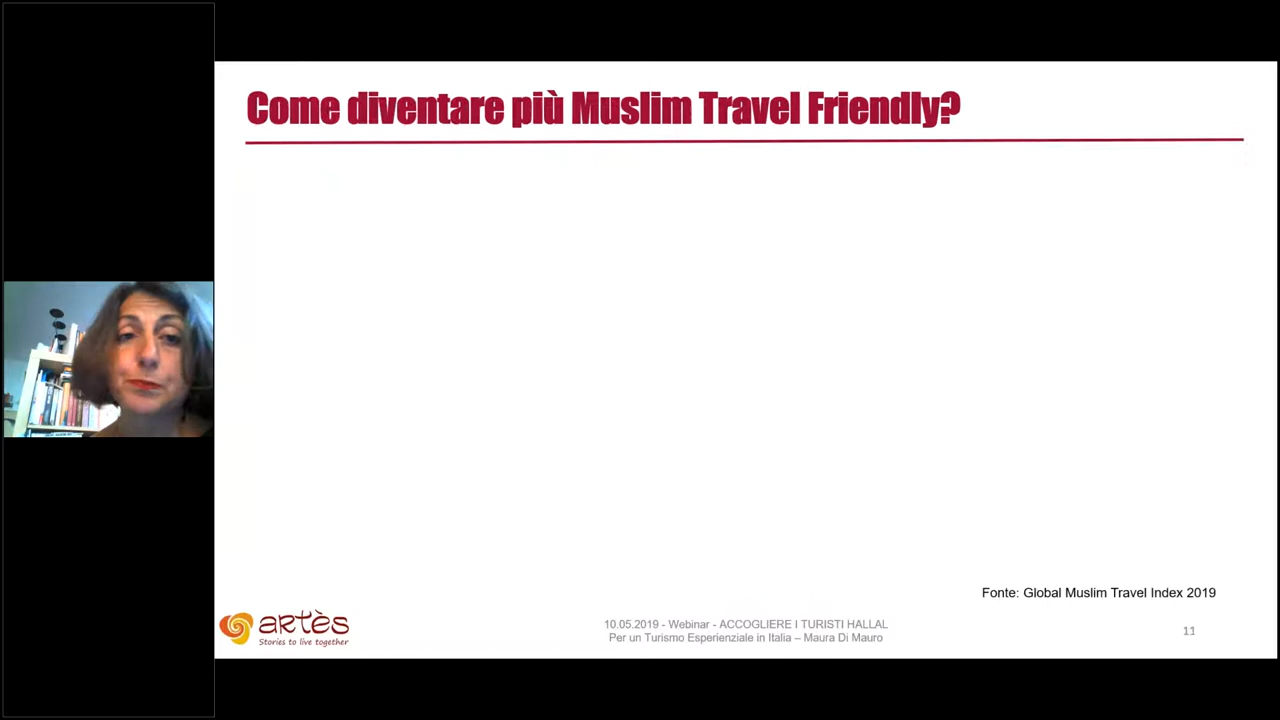 Come diventare più Muslim Travel Friendly?
Fonte: Global Muslim Travel Index 2019
artès
Stories to live together
10.05.2019 - Webinar - ACCOGLIERE I TURISTI HALLAL
Per un Turismo Esperienziale in Italia – Maura Di Mauro
11